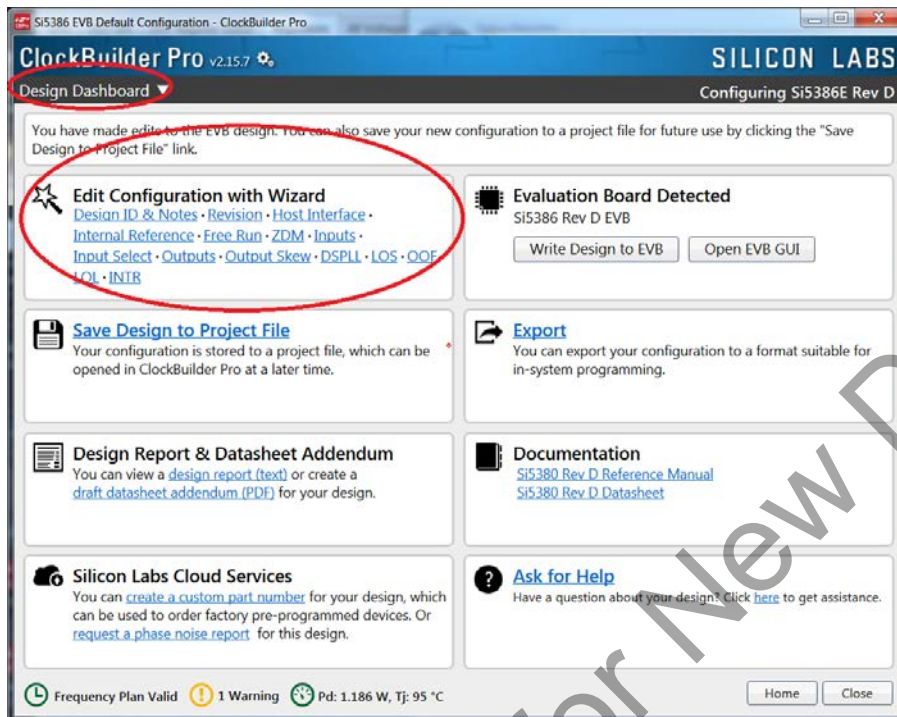 Si5386 EVB Default Configuration - ClockBuilder Pro
ClockBuilder Pro v2.15.7
SILICON LABS
Design Dashboard ▼
Configuring Si5386E Rev D
You have made edits to the EVB design. You can also save your new configuration to a project file for future use by clicking the "Save
Design to Project File" link.
Edit Configuration with Wizard
Design ID & Notes · Revision · Host Interface ·
Internal Reference · Free Run · ZDM · Inputs ·
Input Select · Outputs · Output Skew · DSPLL · LOS · OOF
LOL · INTR
Evaluation Board Detected
Si5386 Rev D EVB
Write Design to EVB
Open EVB GUI
Save Design to Project File
Your configuration is stored to a project file, which can be
opened in ClockBuilder Pro at a later time.
Export
You can export your configuration to a format suitable for
in-system programming.
Design Report & Datasheet Addendum
You can view a design report (text) or create a
draft datasheet addendum (PDF) for your design.
Documentation
Si5380 Rev D Reference Manual
Si5380 Rev D Datasheet
Silicon Labs Cloud Services
You can create a custom part number for your design, which
can be used to order factory pre-programmed devices. Or
request a phase noise report for this design.
Ask for Help
Have a question about your design? Click here to get assistance.
Frequency Plan Valid
1 Warning
Pd: 1.186 W, Tj: 95 °C
Home
Close
for New D